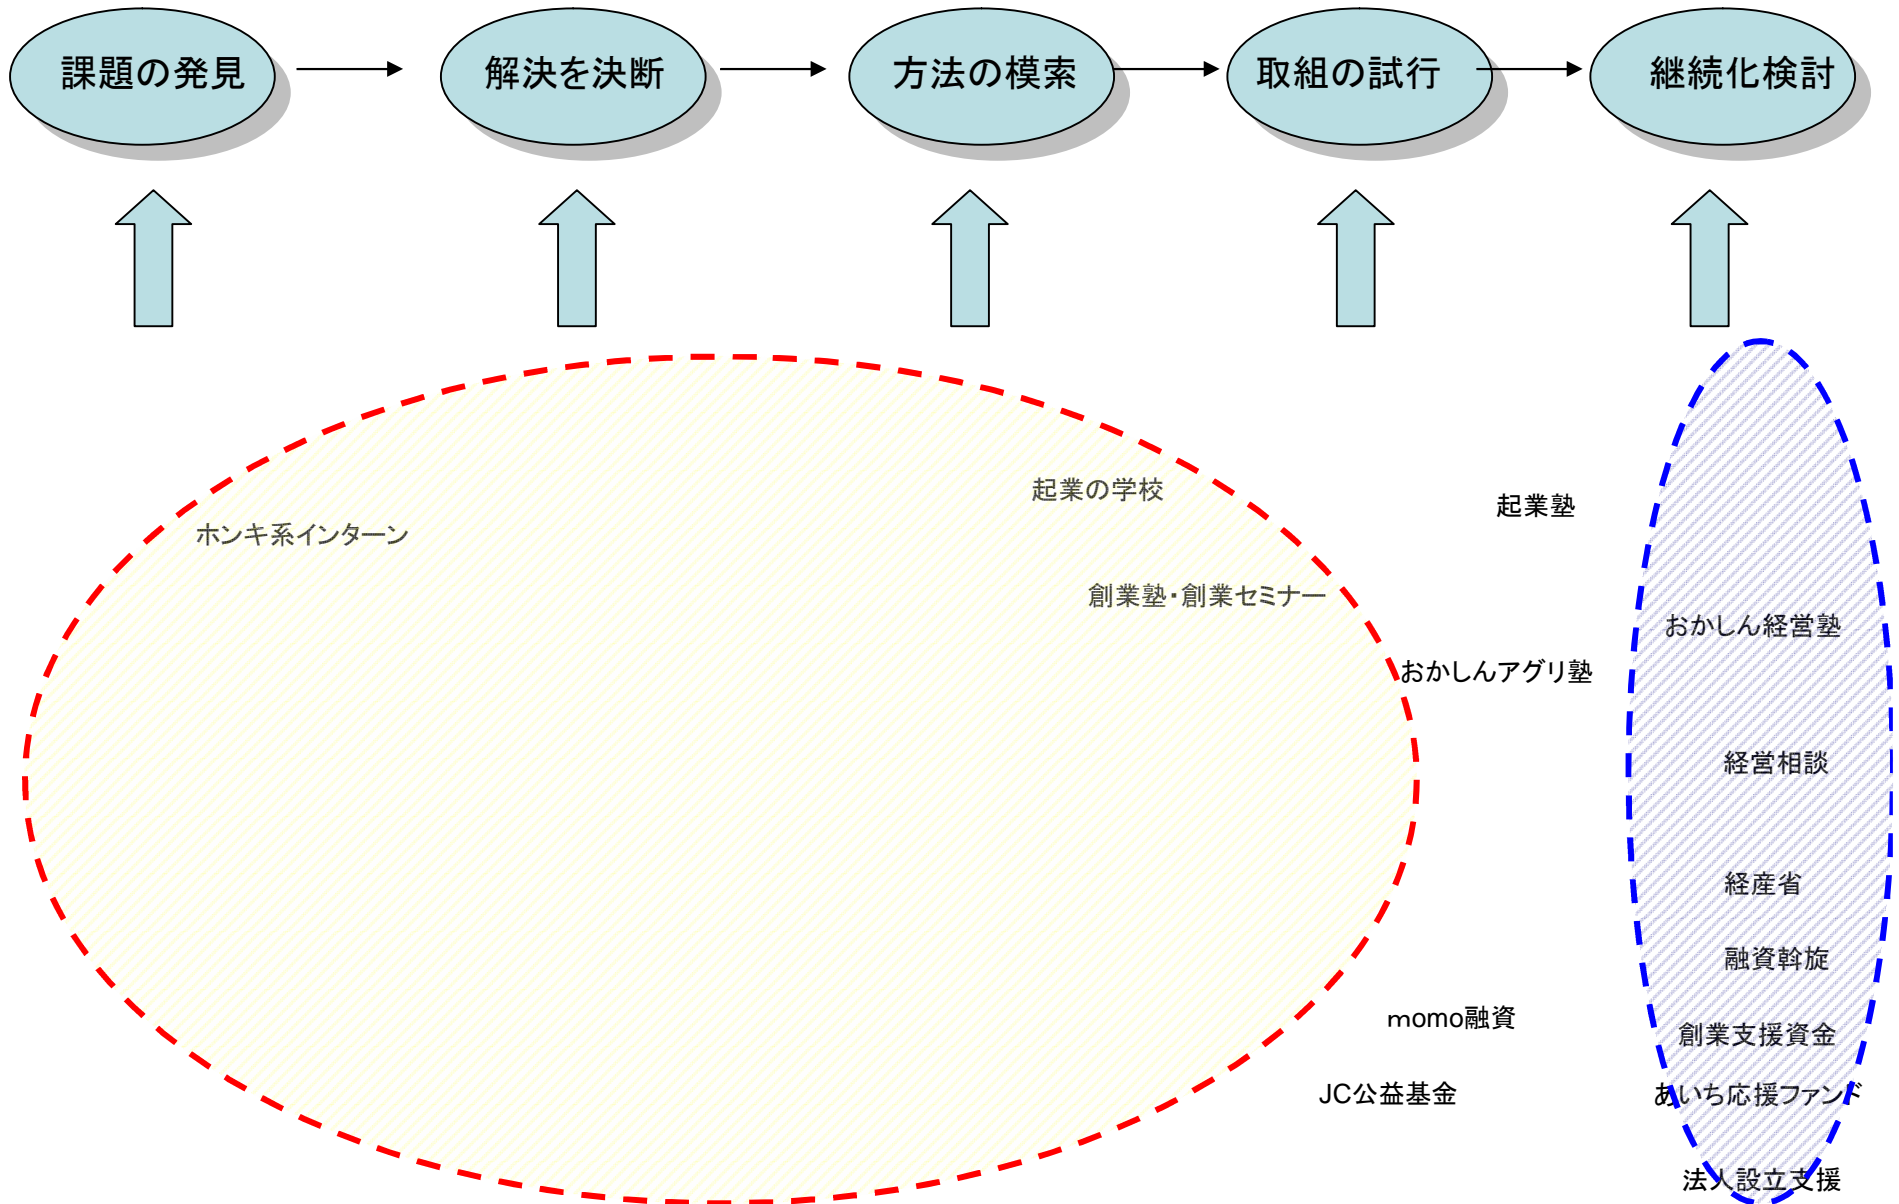 課題の発見
解決を決断
方法の模索
取組の試行
継続化検討
起業の学校
起業塾
ホンキ系インターン
創業塾・創業セミナー
おかしん経営塾
おかしんアグリ塾
経営相談
経産省
融資斡旋
momo融資
創業支援資金
JC公益基金
あいち応援ファンド
法人設立支援